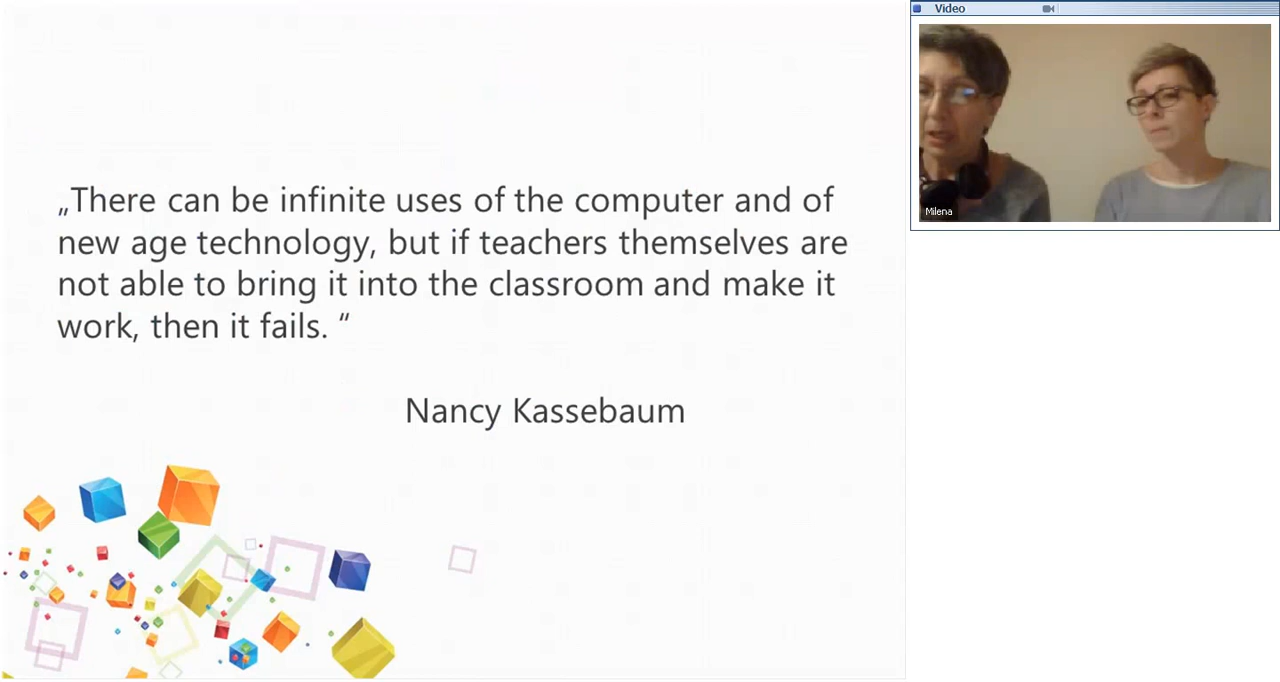 „There can be infinite uses of the computer and of
new age technology, but if teachers themselves are
not able to bring it into the classroom and make it
work, then it fails. “
Nancy Kassebaum
Video
Milena